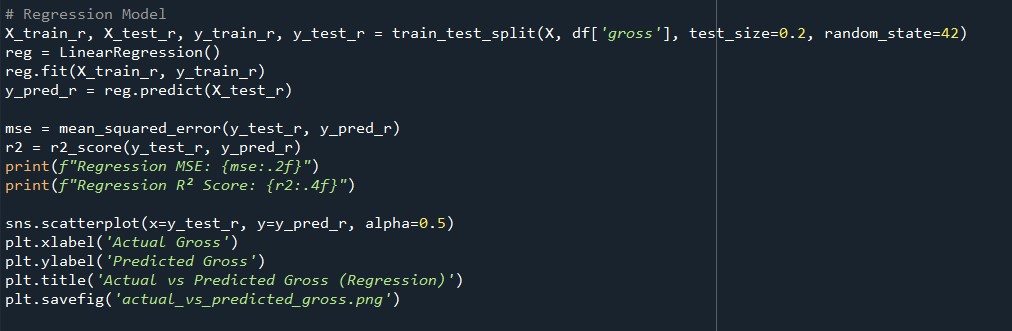 # Regression Model
X_train_r, X_test_r, y_train_r, y_test_r = train_test_split(X, df['gross'], test_size=0.2, random_state=42)
reg = LinearRegression()
reg.fit(X_train_r, y_train_r)
y_pred_r = reg.predict(X_test_r)

mse = mean_squared_error(y_test_r, y_pred_r)
r2 = r2_score(y_test_r, y_pred_r)
print(f"Regression MSE: {mse:.2f}")
print(f"Regression R² Score: {r2:.4f}")

sns.scatterplot(x=y_test_r, y=y_pred_r, alpha=0.5)
plt.xlabel('Actual Gross')
plt.ylabel('Predicted Gross')
plt.title('Actual vs Predicted Gross (Regression)')
plt.savefig('actual_vs_predicted_gross.png')